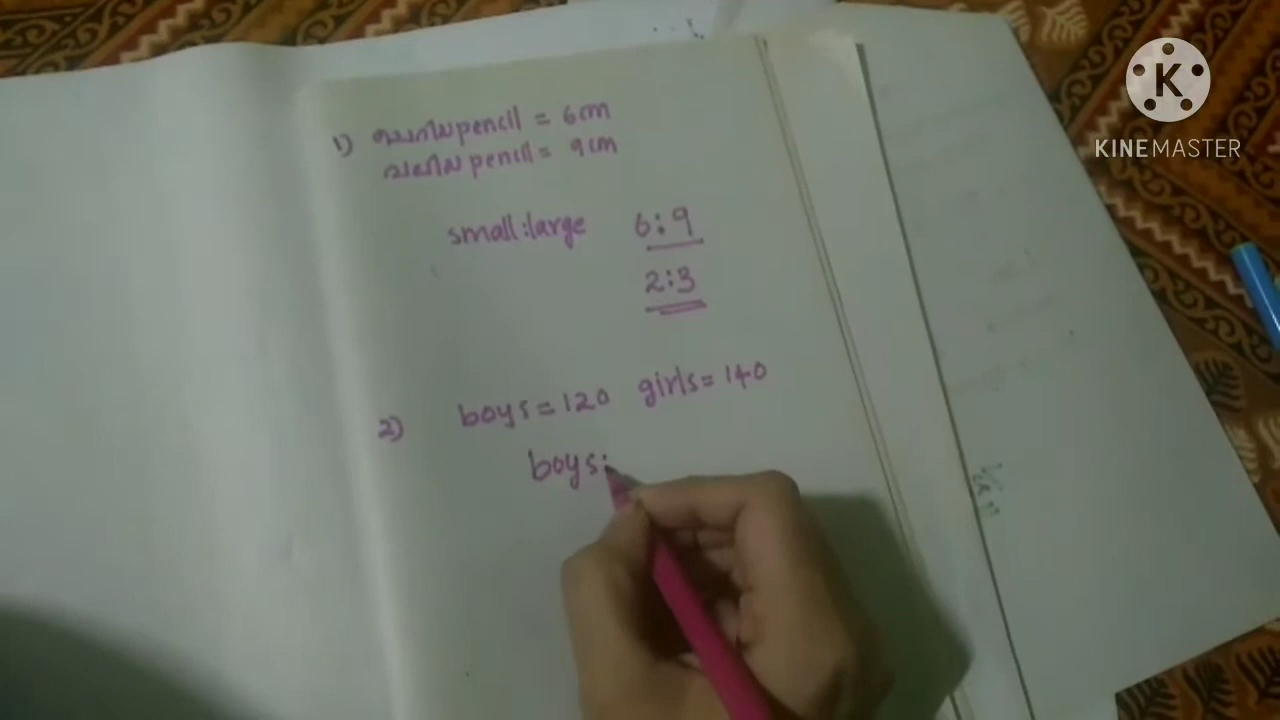 1) ചെറിയ pencil = 6cm
വലിയ pencil = 9cm
small:large 6:9
2:3
2) boys=120 girls=140
boys:
K
KINEMASTER